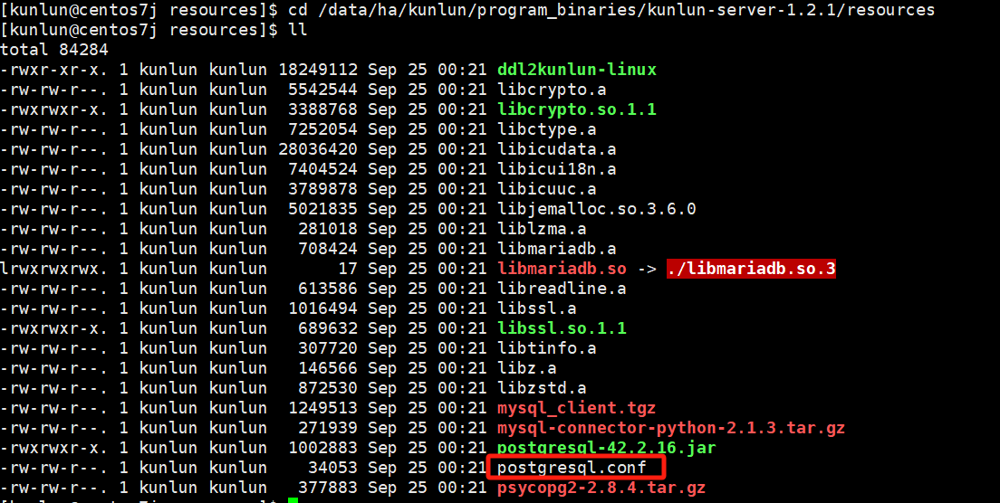 [kunlun@centos7j resources]$ cd /data/ha/kunlun/program_binaries/kunlun-server-1.2.1/resources
[kunlun@centos7j resources]$ ll
total 84284
-rwxr-xr-x. 1 kunlun kunlun 18249112 Sep 25 00:21 ddl2kunlun-linux
-rw-rw-r--. 1 kunlun kunlun  5542544 Sep 25 00:21 libcrypto.a
-rwxrwxr-x. 1 kunlun kunlun  3388768 Sep 25 00:21 libcrypto.so.1.1
-rw-rw-r--. 1 kunlun kunlun  7252054 Sep 25 00:21 libctype.a
-rw-rw-r--. 1 kunlun kunlun 28036420 Sep 25 00:21 libicudata.a
-rw-rw-r--. 1 kunlun kunlun  7404524 Sep 25 00:21 libicui18n.a
-rw-rw-r--. 1 kunlun kunlun  3789878 Sep 25 00:21 libicuuc.a
-rw-rw-r--. 1 kunlun kunlun  5021835 Sep 25 00:21 libjemalloc.so.3.6.0
-rw-rw-r--. 1 kunlun kunlun   281018 Sep 25 00:21 liblzma.a
-rw-rw-r--. 1 kunlun kunlun   708424 Sep 25 00:21 libmariadb.a
lrwxrwxrwx. 1 kunlun kunlun       17 Sep 25 00:21 libmariadb.so -> ./libmariadb.so.3
-rw-rw-r--. 1 kunlun kunlun   613586 Sep 25 00:21 libreadline.a
-rw-rw-r--. 1 kunlun kunlun  1016494 Sep 25 00:21 libssl.a
-rwxrwxr-x. 1 kunlun kunlun   689632 Sep 25 00:21 libssl.so.1.1
-rw-rw-r--. 1 kunlun kunlun   307720 Sep 25 00:21 libtinfo.a
-rw-rw-r--. 1 kunlun kunlun   146566 Sep 25 00:21 libz.a
-rw-rw-r--. 1 kunlun kunlun   872530 Sep 25 00:21 libzstd.a
-rw-rw-r--. 1 kunlun kunlun  1249513 Sep 25 00:21 mysql_client.tgz
-rw-rw-r--. 1 kunlun kunlun   271939 Sep 25 00:21 mysql-connector-python-2.1.3.tar.gz
-rwxrwxr-x. 1 kunlun kunlun  1002883 Sep 25 00:21 postgresql-42.2.16.jar
-rw-rw-r--. 1 kunlun kunlun    34053 Sep 25 00:21 postgresql.conf
-rw-rw-r--. 1 kunlun kunlun   377883 Sep 25 00:21 psycopg2-2.8.4.tar.gz